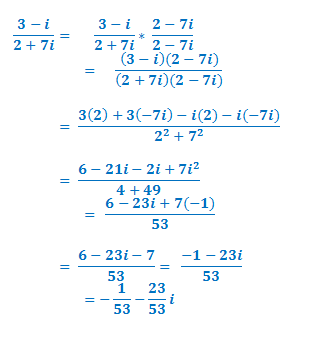 (3 − i)/(2 + 7i) = (3 − i)/(2 + 7i) * (2 − 7i)/(2 − 7i)
= (3 − i)(2 − 7i)/(2 + 7i)(2 − 7i)
= 3(2) + 3(−7i) − i(2) − i(−7i)/2² + 7²
= 6 − 21i − 2i + 7i²/4 + 49
= 6 − 23i + 7(−1)/53
= 6 − 23i − 7/53 = −1 − 23i/53
= − 1/53 − 23/53 i